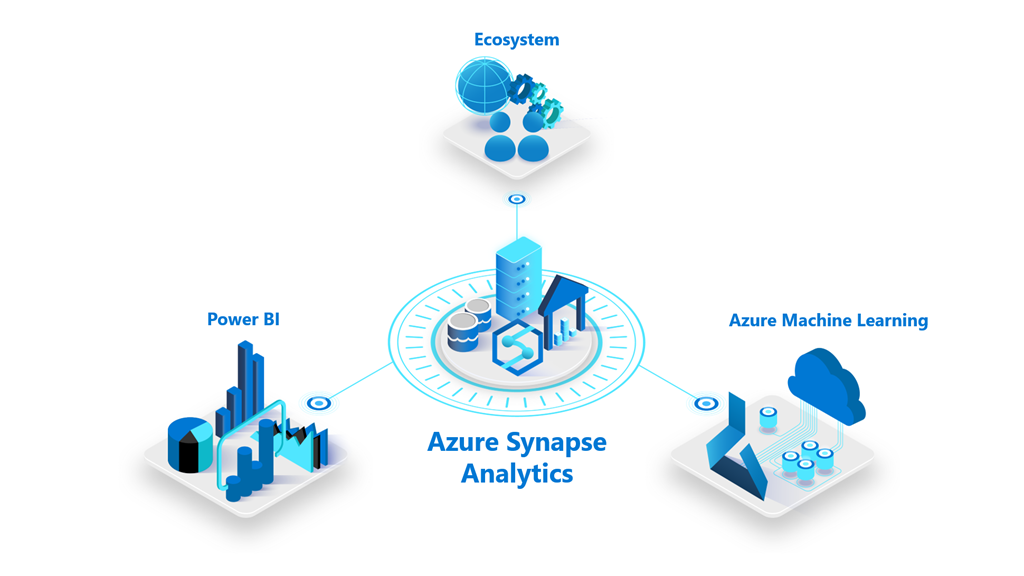 Ecosystem
Power BI
Azure Machine Learning
Azure Synapse
Analytics